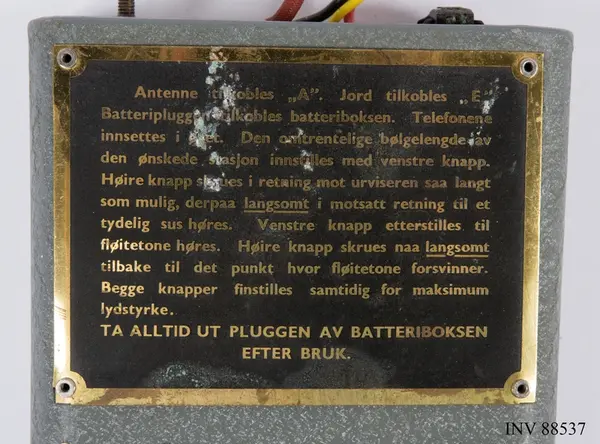 Antenne tilkobles „A”. Jord tilkobles „E”
Batteriplugg tilkobles batteriboksen. Telefonene
innsettes i Den omtrentelige bølgelengde av
den ønskede stasjon innstilles med venstre knapp.
Høire knapp skrues i retning mot urviseren saa langt
som mulig, derpaa langsomt i motsatt retning til et
tydelig sus høres. Venstre knapp etterstilles til
fløitetone høres. Høire knapp skrues naa langsomt
tilbake til det punkt hvor fløitetone forsvinner.
Begge knapper finstilles samtidig for maksimum
lydstyrke.
TA ALLTID UT PLUGGEN AV BATTERIBOKSEN
EFTER BRUK.
INV 88537